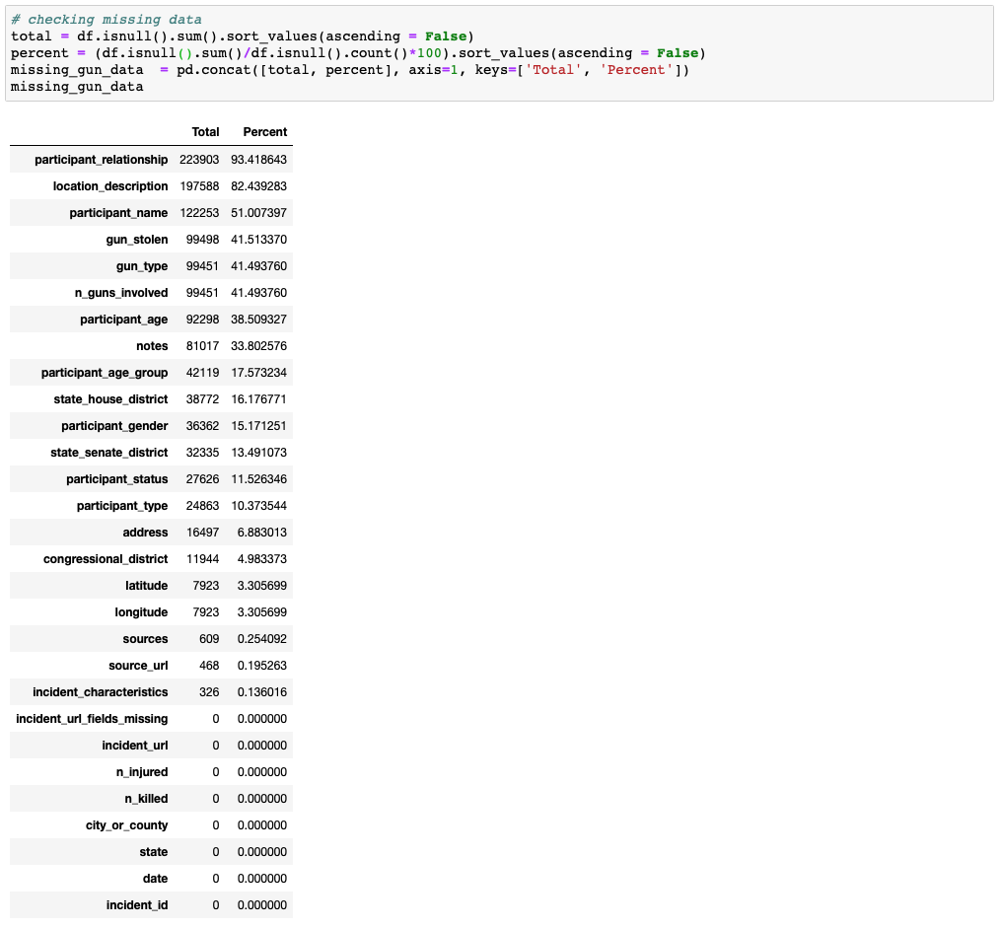 # checking missing data
total = df.isnull().sum().sort_values(ascending = False)
percent = (df.isnull().sum()/df.isnull().count()*100).sort_values(ascending = False)
missing_gun_data  = pd.concat([total, percent], axis=1, keys=['Total', 'Percent'])
missing_gun_data
Total Percent
participant_relationship 223903 93.418643
location_description 197588 82.439283
participant_name 122253 51.007397
gun_stolen 99498 41.513370
gun_type 99451 41.493760
n_guns_involved 99451 41.493760
participant_age 92298 38.509327
notes 81017 33.802576
participant_age_group 42119 17.573234
state_house_district 38772 16.176771
participant_gender 36362 15.171251
state_senate_district 32335 13.491073
participant_status 27626 11.526346
participant_type 24863 10.373544
address 16497 6.883013
congressional_district 11944 4.983373
latitude 7923 3.305699
longitude 7923 3.305699
sources 609 0.254092
source_url 468 0.195263
incident_characteristics 326 0.136016
incident_url_fields_missing 0 0.000000
incident_url 0 0.000000
n_injured 0 0.000000
n_killed 0 0.000000
city_or_county 0 0.000000
state 0 0.000000
date 0 0.000000
incident_id 0 0.000000